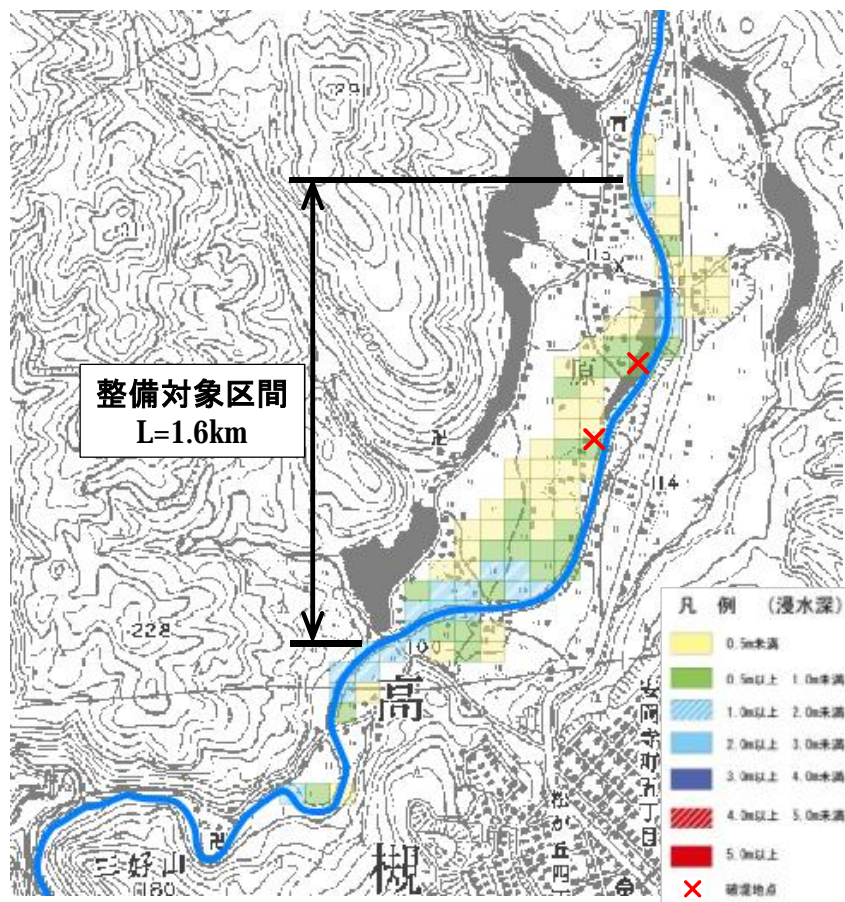 整備対象区間
L=1.6km
114
228
100
高
槻
三好山
180
原
凡 例 (浸水深)
0.5m未満
0.5m以上 1.0m未満
1.0m以上 2.0m未満
2.0m以上 3.0m未満
3.0m以上 4.0m未満
4.0m以上 5.0m未満
5.0m以上
破堤地点
安岡寺町五丁目
松が丘四丁